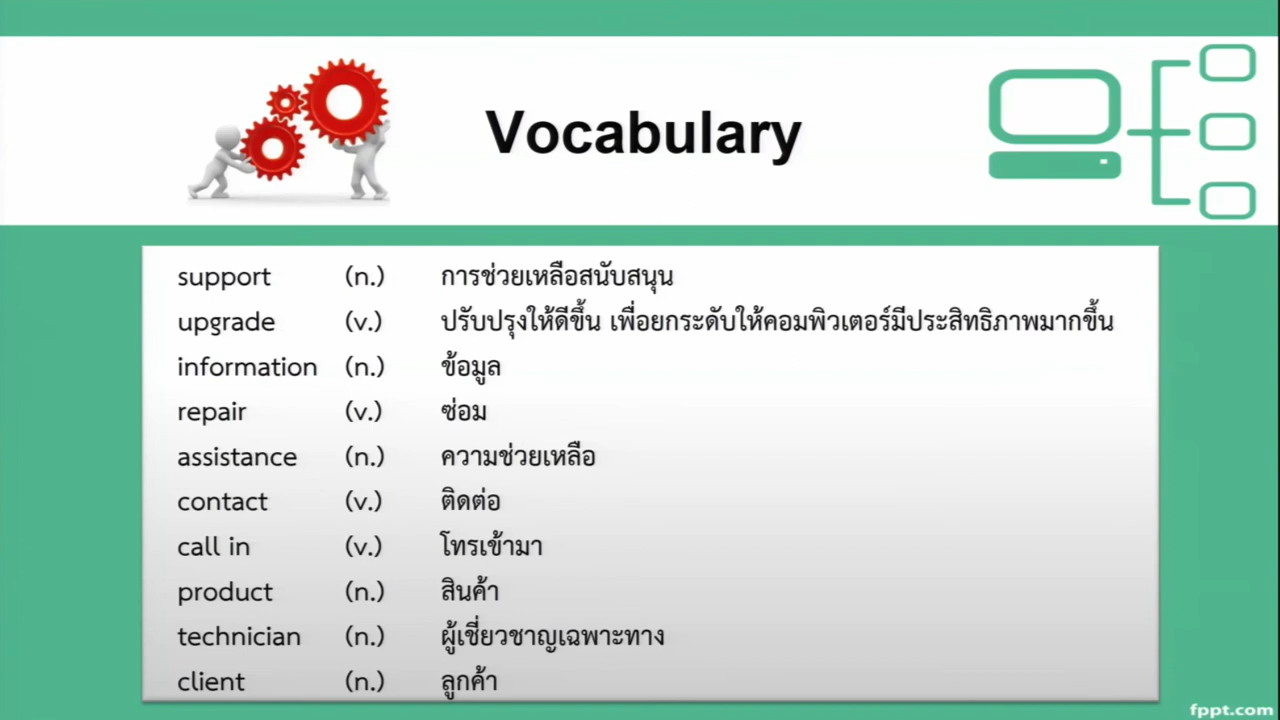 Vocabulary
support (n.) การช่วยเหลือสนับสนุน
upgrade (v.) ปรับปรุงให้ดีขึ้น เพื่อยกระดับให้คอมพิวเตอร์มีประสิทธิภาพมากขึ้น
information (n.) ข้อมูล
repair (v.) ซ่อม
assistance (n.) ความช่วยเหลือ
contact (v.) ติดต่อ
call in (v.) โทรเข้ามา
product (n.) สินค้า
technician (n.) ผู้เชี่ยวชาญเฉพาะทาง
client (n.) ลูกค้า
fppt.com